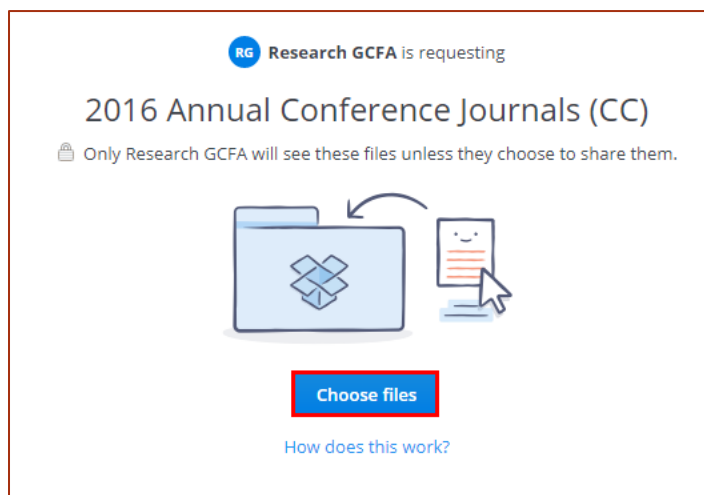 RG Research GCFA is requesting
2016 Annual Conference Journals (CC)
Only Research GCFA will see these files unless they choose to share them.
Choose files
How does this work?